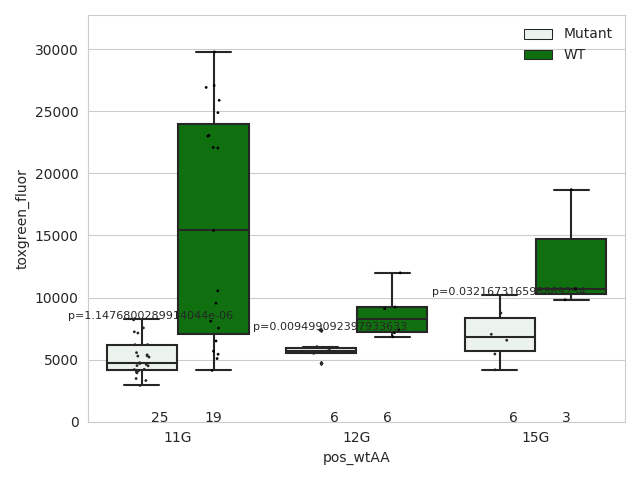 Mutant
WT
30000
25000
20000
15000
10000
5000
0
toxgreen_fluor
p=1.1476800289914044e-06
p=0.009499092397933633
25 19 6 6 6 3
11G 12G 15G
pos_wtAA